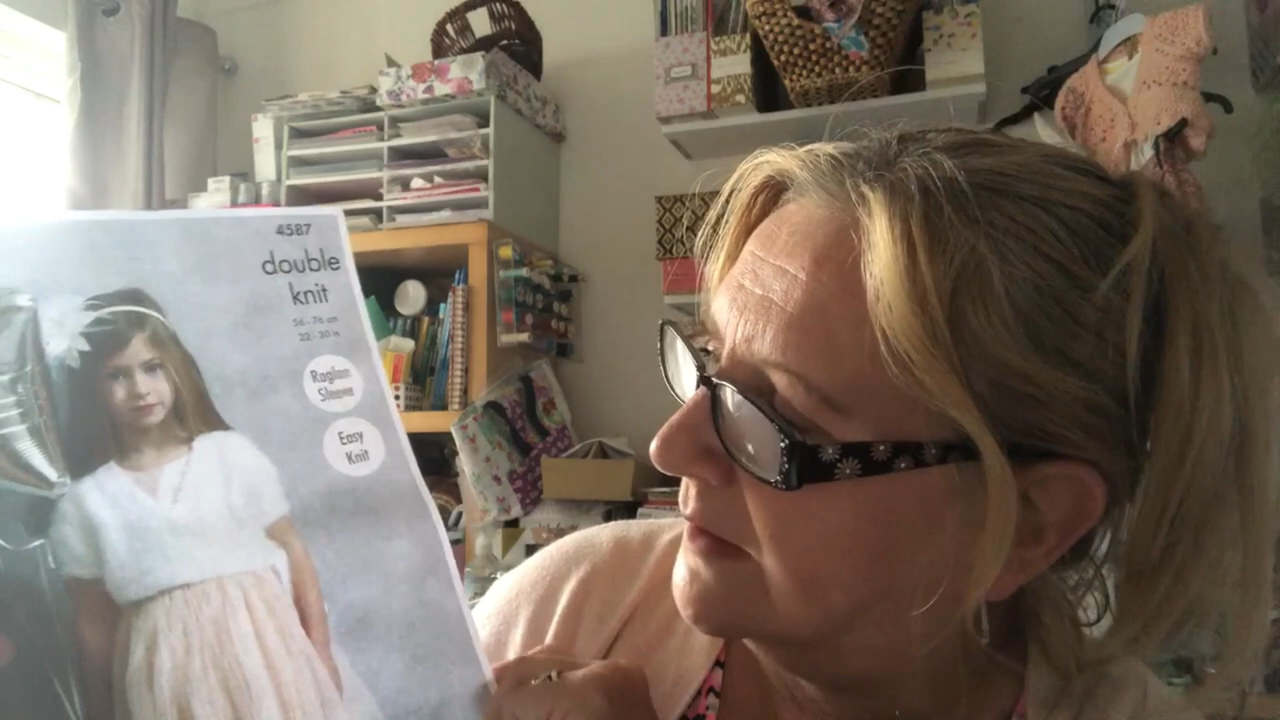 4587
double
knit
56 - 76 cm
22 - 30 in
Raglan
Sleeve
Easy
Knit